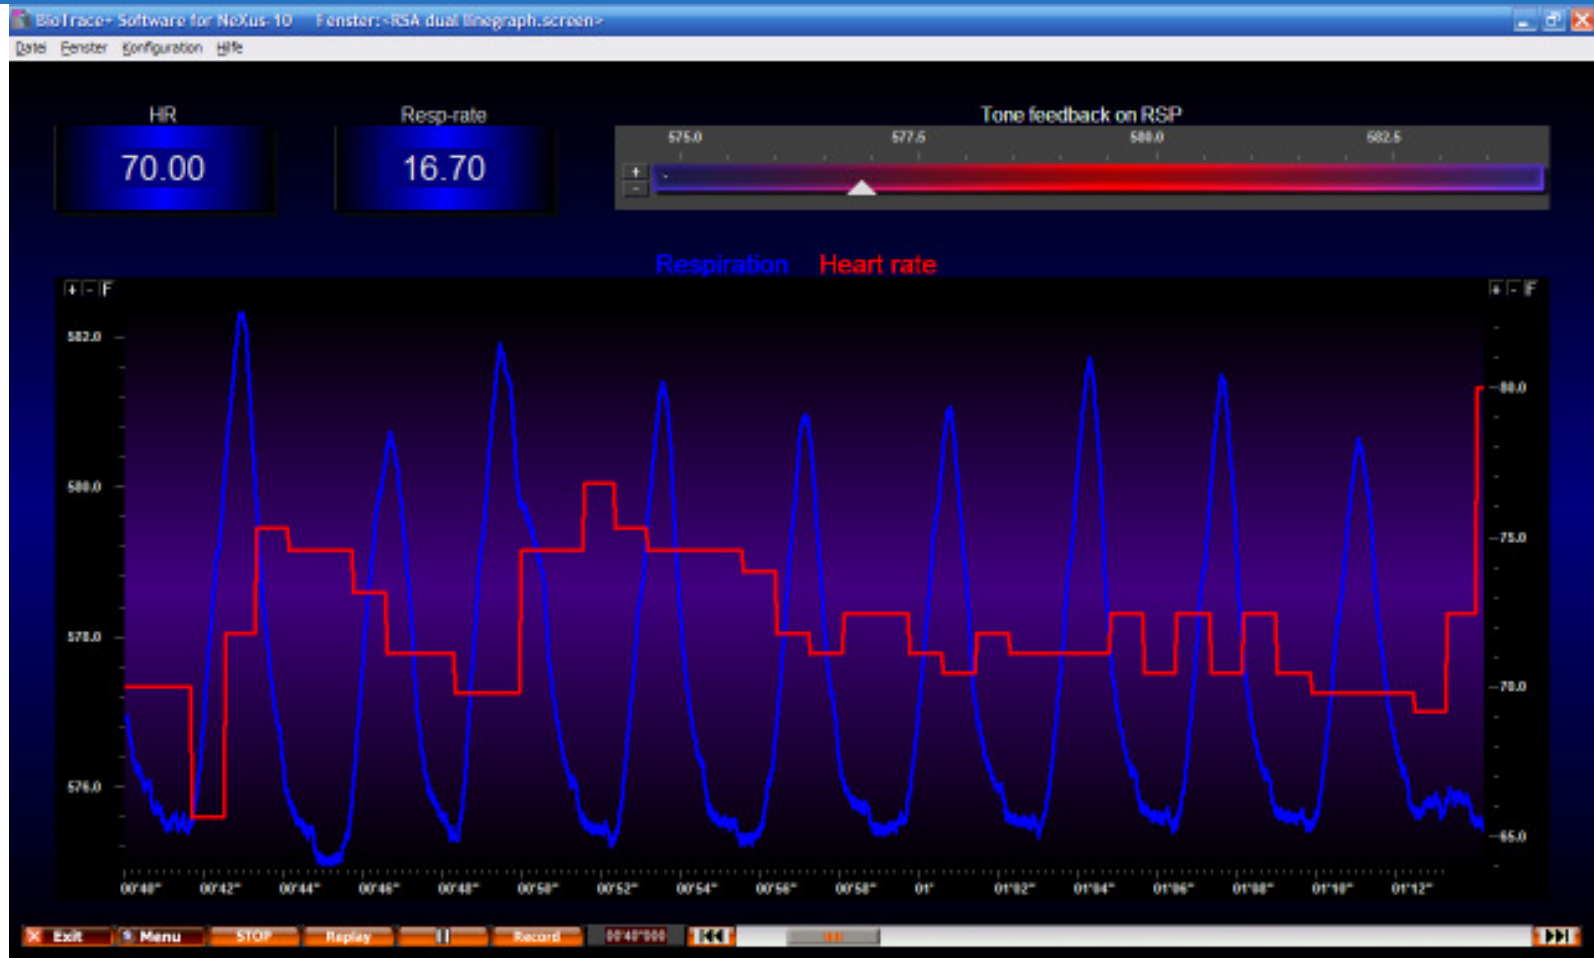 BioTrace+ Software for NeXus-10 Fenster:<RSA dual linegraph.screen>
Datei Fenster Konfiguration Hilfe
HR Resp-rate Tone feedback on RSP
575.0 577.5 580.0 582.5
70.00 16.70
+
-
Respiration Heart rate
+ - F + - F
582.0
80.0
580.0
75.0
578.0
70.0
576.0
65.0
00'40" 00'42" 00'44" 00'46" 00'48" 00'50" 00'52" 00'54" 00'56" 00'58" 01' 01'02" 01'04" 01'06" 01'08" 01'10" 01'12"
X Exit Menu STOP Replay Record 00'40"000